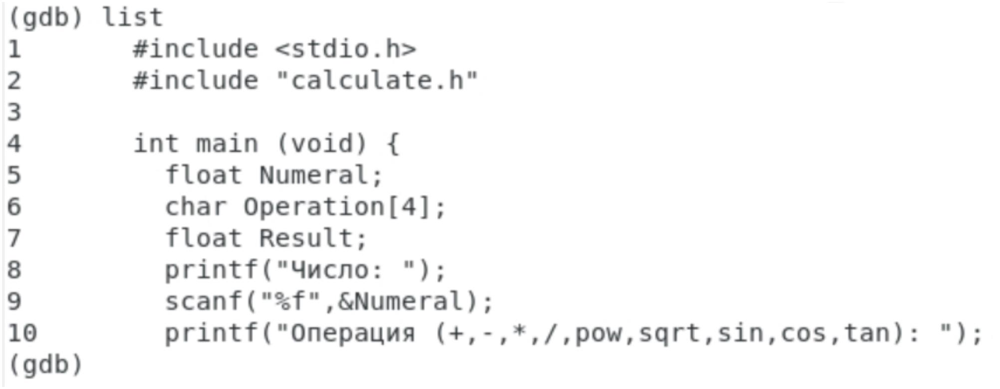 (gdb) list
1       #include <stdio.h>
2       #include "calculate.h"
3
4       int main (void) {
5         float Numeral;
6         char Operation[4];
7         float Result;
8         printf("Число: ");
9         scanf("%f",&Numeral);
10        printf("Операция (+,-,*,/,pow,sqrt,sin,cos,tan): ");
(gdb)